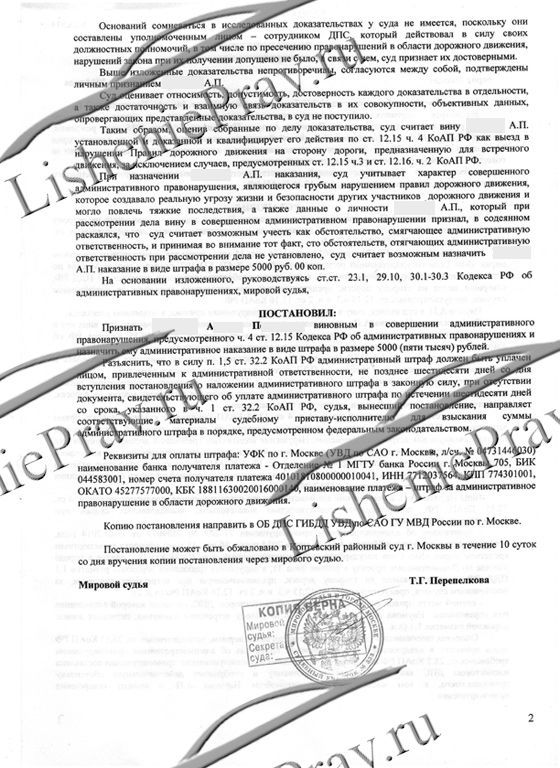 Оснований сомневаться в исследованных доказательствах у суда не имеется, поскольку они
составлены уполномоченным лицом – сотрудником ДПС, который действовал в силу своих
должностных полномочий, в том числе по пресечению правонарушений в области дорожного движения,
нарушений закона при их получении допущено не было, суд признает их достоверными.
Выше изложенные доказательства непротиворечивы, согласуются между собой, подтверждены
личным признанием А.П.
Суд оценивает относимость, допустимость, достоверность каждого доказательства в отдельности,
а также достаточность и взаимную доказательств в их совокупности, объективных данных,
опровергающих представленные доказательства, в суд не поступило.
Таким образом, оценив собранные по делу доказательства, суд считает вину А.П.
установленной и доказанной и квалифицирует его действия по ст. 12.15 ч. 4 КоАП РФ как выезд в
нарушении Правил дорожного движения на сторону дороги, предназначенную для встречного
движения, за исключением случаев, предусмотренных ст. 12.15 ч.3 и ст. 12.16. ч. 2 КоАП РФ.
При назначении А.П. наказания, суд учитывает характер совершенного
административного правонарушения, являющегося грубым нарушением правил дорожного движения,
которое создавало реальную угрозу жизни и безопасности других участников дорожного движения и
могло повлечь тяжкие последствия, а также данные о личности А.П., который при
рассмотрении дела вину в совершенном административном правонарушении признал, в содеянном
раскаялся, что суд считает возможным учесть как обстоятельство, смягчающее административную
ответственность, и принимая во внимание тот факт, сто обстоятельств, отягчающих административную
ответственность при рассмотрении дела не установлено, суд считает возможным назначить
А.П. наказание в виде штрафа в размере 5000 руб. 00 коп.
На основании изложенного, руководствуясь ст.ст. 23.1, 29.10, 30.1-30.3 Кодекса РФ об
административных правонарушениях, мировой судья,
ПОСТАНОВИЛ:
Признать А П виновным в совершении административного
правонарушения, предусмотренного ч. 4 ст. 12.15 Кодекса РФ об административных правонарушениях и
назначить ему административное наказание в виде штрафа в размере 5000 (пяти тысяч) рублей.
Разъяснить, что в силу п. 1,5 ст. 32.2 КоАП РФ административный штраф должен быть уплачен
лицом, привлеченным к административной ответственности, не позднее шестидесяти дней со дня
вступления постановления о наложении административного штрафа в законную силу, при отсутствии
документа, свидетельствующего об уплате административного штрафа по истечении шестидесяти дней
со срока, указанного в ч. 1 ст. 32.2 КоАП РФ, судья, вынесший постановление, направляет
соответствующие материалы судебному приставу-исполнителю для взыскания суммы
административного штрафа в порядке, предусмотренном федеральным законодательством.
Реквизиты для оплаты штрафа: УФК по г. Москве (УВД по САО г. Москвы, л/сч. № 04731440030)
наименование банка получателя платежа - Отделение № 1 МГТУ банка России г. Москвы 705, БИК
044583001, номер счета получателя платежа 40101810800000010041, ИНН 7712037564, КПП 774301001,
ОКАТО 45277577000, КБК 18811630020016000140, наименование платежа – штраф за административное
правонарушение в области дорожного движения.
Копию постановления направить в ОБ ДПС ГИБДД УВД по САО ГУ МВД России по г. Москве.
Постановление может быть обжаловано в Коптевский районный суд г. Москвы в течение 10 суток
со дня вручения копии постановления через мировой судью.
Мировой судья Т.Г. Перепелкова
КОПИЯ ВЕРНА
Мировой
судья:
Секретарь
суда:
2
LisheniePrav.ru
LisheniePrav.ru
LisheniePrav.ru